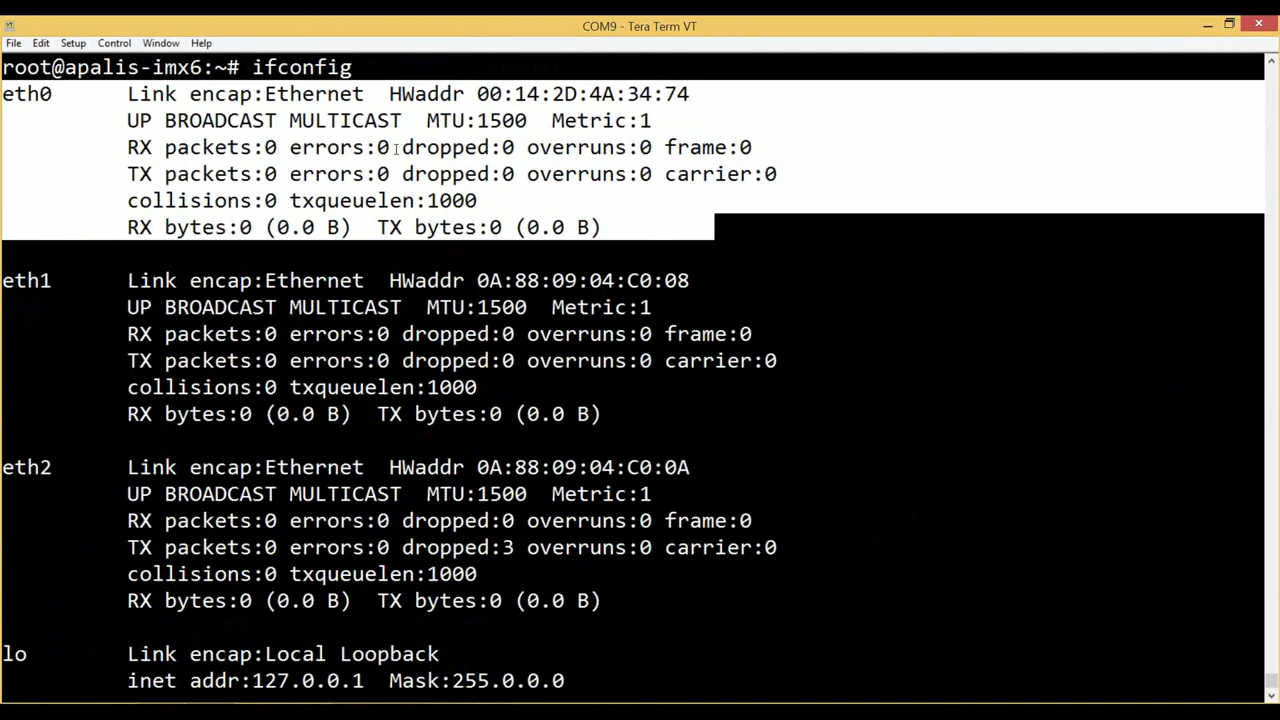 COM9 - Tera Term VT
File Edit Setup Control Window Help
root@apalis-imx6:~# ifconfig
eth0      Link encap:Ethernet  HWaddr 00:14:2D:4A:34:74
          UP BROADCAST MULTICAST  MTU:1500  Metric:1
          RX packets:0 errors:0 dropped:0 overruns:0 frame:0
          TX packets:0 errors:0 dropped:0 overruns:0 carrier:0
          collisions:0 txqueuelen:1000
          RX bytes:0 (0.0 B)  TX bytes:0 (0.0 B)
eth1      Link encap:Ethernet  HWaddr 0A:88:09:04:C0:08
          UP BROADCAST MULTICAST  MTU:1500  Metric:1
          RX packets:0 errors:0 dropped:0 overruns:0 frame:0
          TX packets:0 errors:0 dropped:0 overruns:0 carrier:0
          collisions:0 txqueuelen:1000
          RX bytes:0 (0.0 B)  TX bytes:0 (0.0 B)
eth2      Link encap:Ethernet  HWaddr 0A:88:09:04:C0:0A
          UP BROADCAST MULTICAST  MTU:1500  Metric:1
          RX packets:0 errors:0 dropped:0 overruns:0 frame:0
          TX packets:0 errors:0 dropped:3 overruns:0 carrier:0
          collisions:0 txqueuelen:1000
          RX bytes:0 (0.0 B)  TX bytes:0 (0.0 B)
lo        Link encap:Local Loopback
          inet addr:127.0.0.1  Mask:255.0.0.0